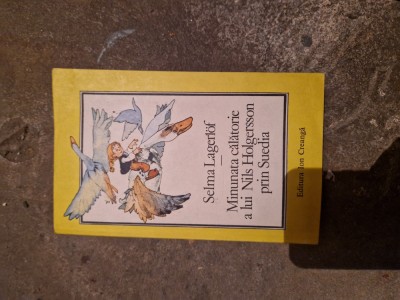 Selma Lagerlöf
Minunata călătorie
a lui Nils Holgersson
prin Suedia
Editura Ion Creangă